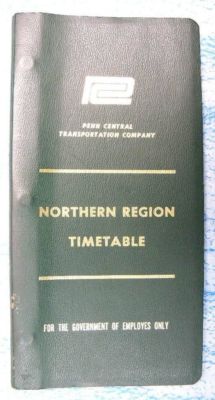 PENN CENTRAL
TRANSPORTATION COMPANY
NORTHERN REGION
TIMETABLE
FOR THE GOVERNMENT OF EMPLOYES ONLY